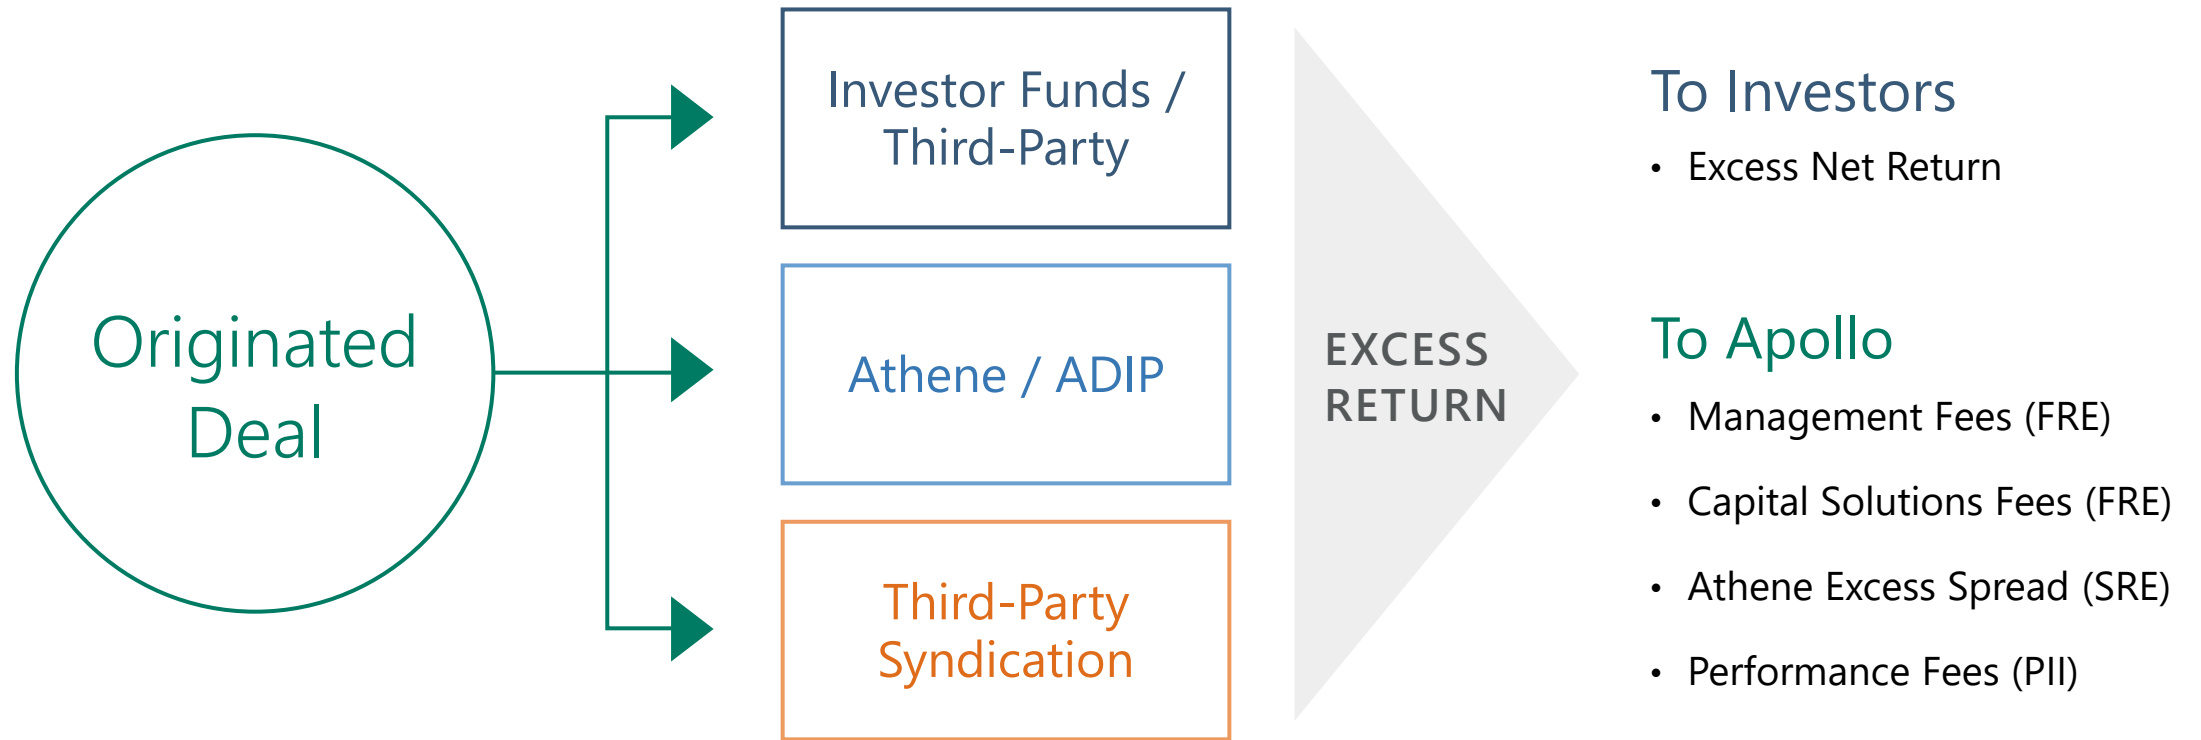 Originated
Deal
Investor Funds /
Third-Party
Athene / ADIP
Third-Party
Syndication
EXCESS
RETURN
To Investors
• Excess Net Return
To Apollo
• Management Fees (FRE)
• Capital Solutions Fees (FRE)
• Athene Excess Spread (SRE)
• Performance Fees (PII)